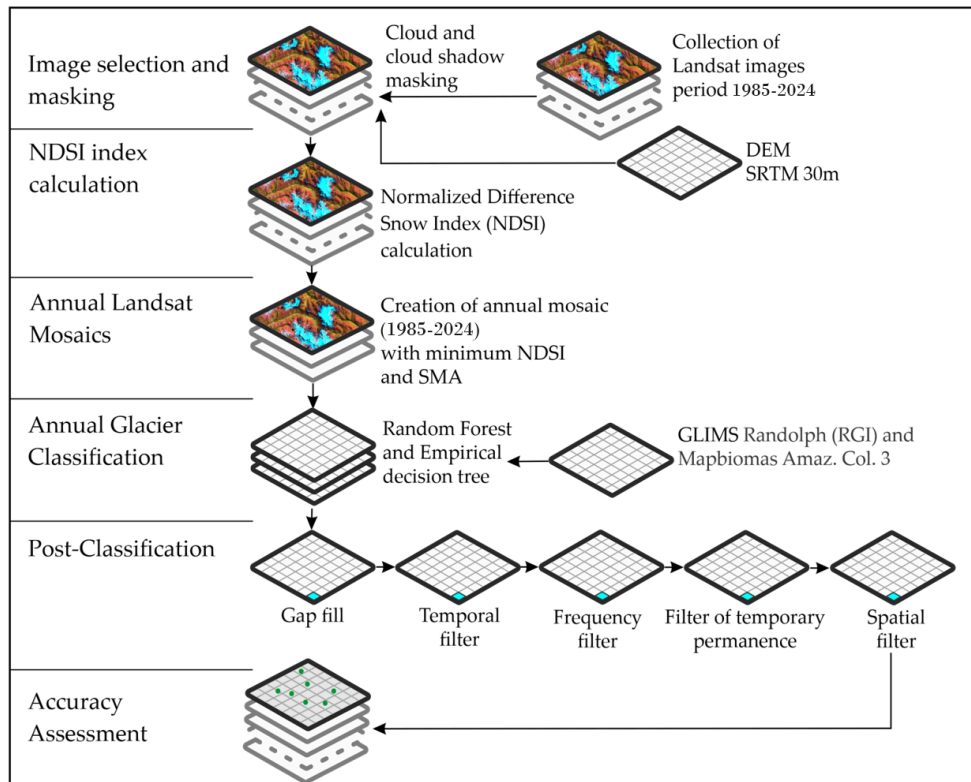 Image selection and
masking
Cloud and
cloud shadow
masking
Collection of
Landsat images
period 1985-2024
DEM
SRTM 30m
NDSI index
calculation
Normalized Difference
Snow Index (NDSI)
calculation
Annual Landsat
Mosaics
Creation of annual mosaic
(1985-2024)
with minimum NDSI
and SMA
Annual Glacier
Classification
Random Forest
and Empirical
decision tree
GLIMS Randolph (RGI) and
Mapbiomas Amaz. Col. 3
Post-Classification
Gap fill
Temporal
filter
Frequency
filter
Filter of temporary
permanence
Spatial
filter
Accuracy
Assessment